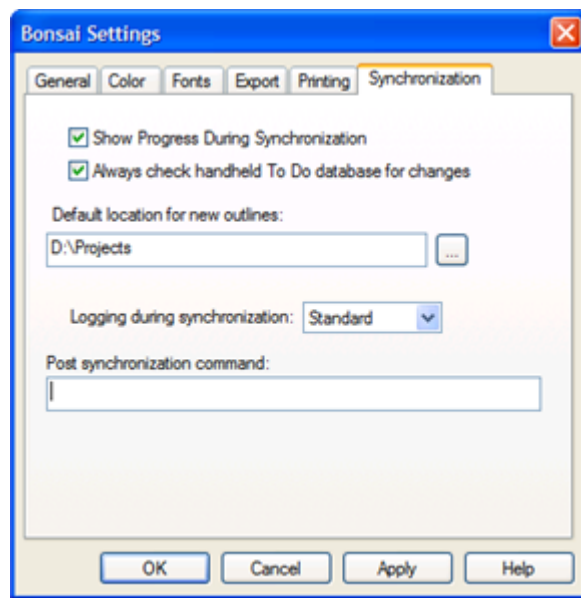 Bonsai Settings
General Color Fonts Export Printing Synchronization
Show Progress During Synchronization
Always check handheld To Do database for changes
Default location for new outlines:
D:\Projects ...
Logging during synchronization: Standard
Post synchronization command:
OK Cancel Apply Help